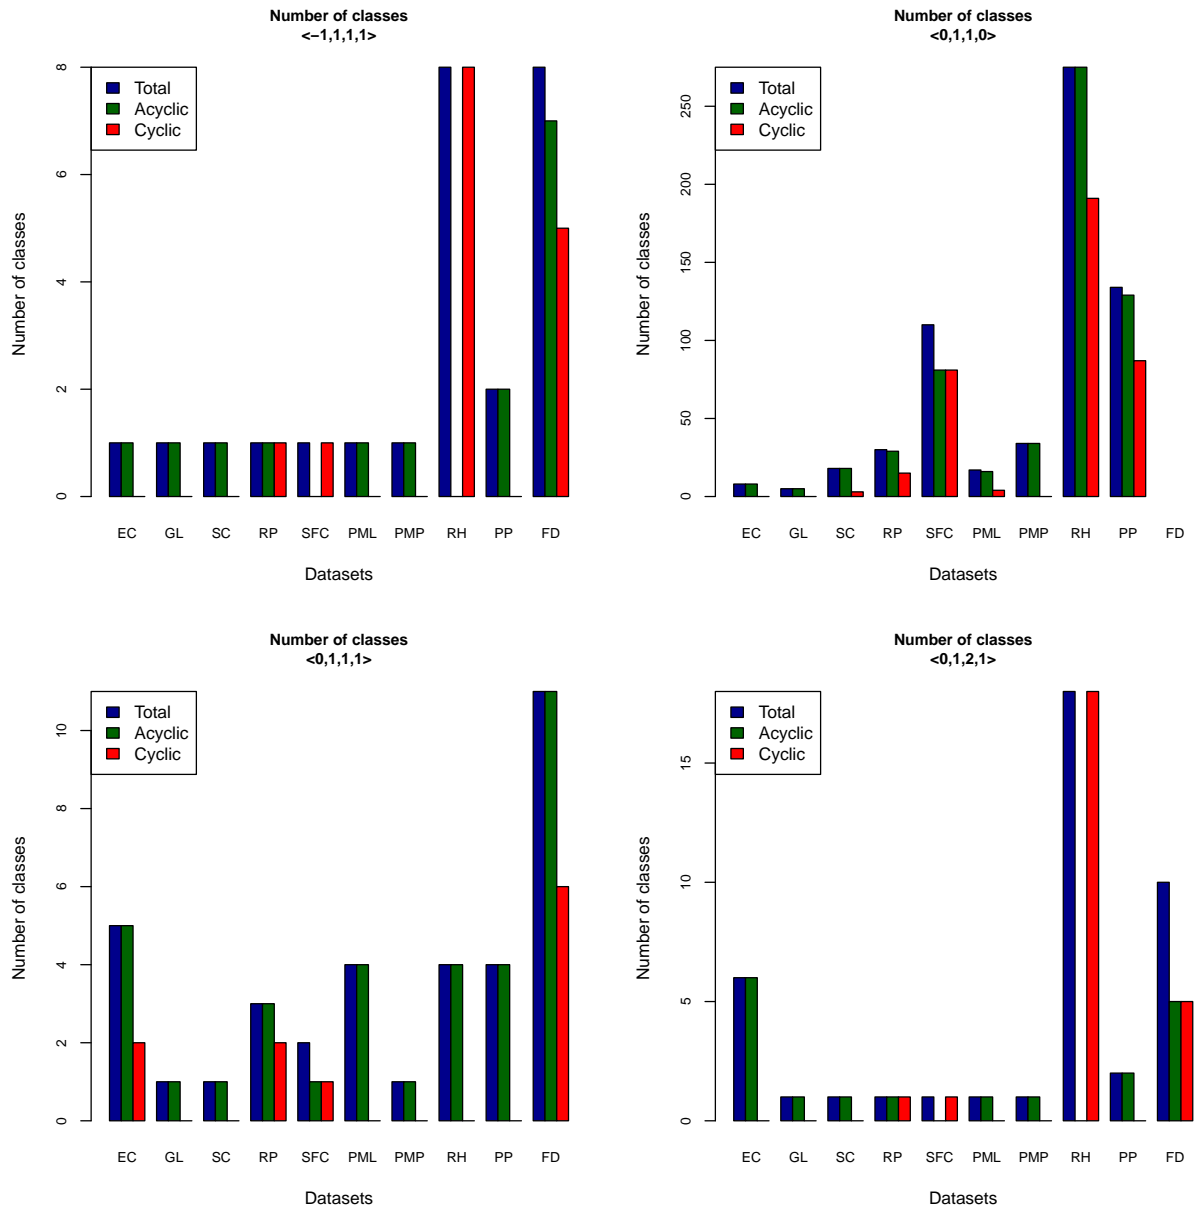 Number of classes
<−1,1,1,1>
Number of classes
0 2 4 6 8
Total
Acyclic
Cyclic
EC GL SC RP SFC PML PMP RH PP FD
Datasets
Number of classes
<0,1,1,0>
Number of classes
0 50 100 150 200 250
Total
Acyclic
Cyclic
EC GL SC RP SFC PML PMP RH PP FD
Datasets
Number of classes
<0,1,1,1>
Number of classes
0 2 4 6 8 10
Total
Acyclic
Cyclic
EC GL SC RP SFC PML PMP RH PP FD
Datasets
Number of classes
<0,1,2,1>
Number of classes
0 5 10 15
Total
Acyclic
Cyclic
EC GL SC RP SFC PML PMP RH PP FD
Datasets